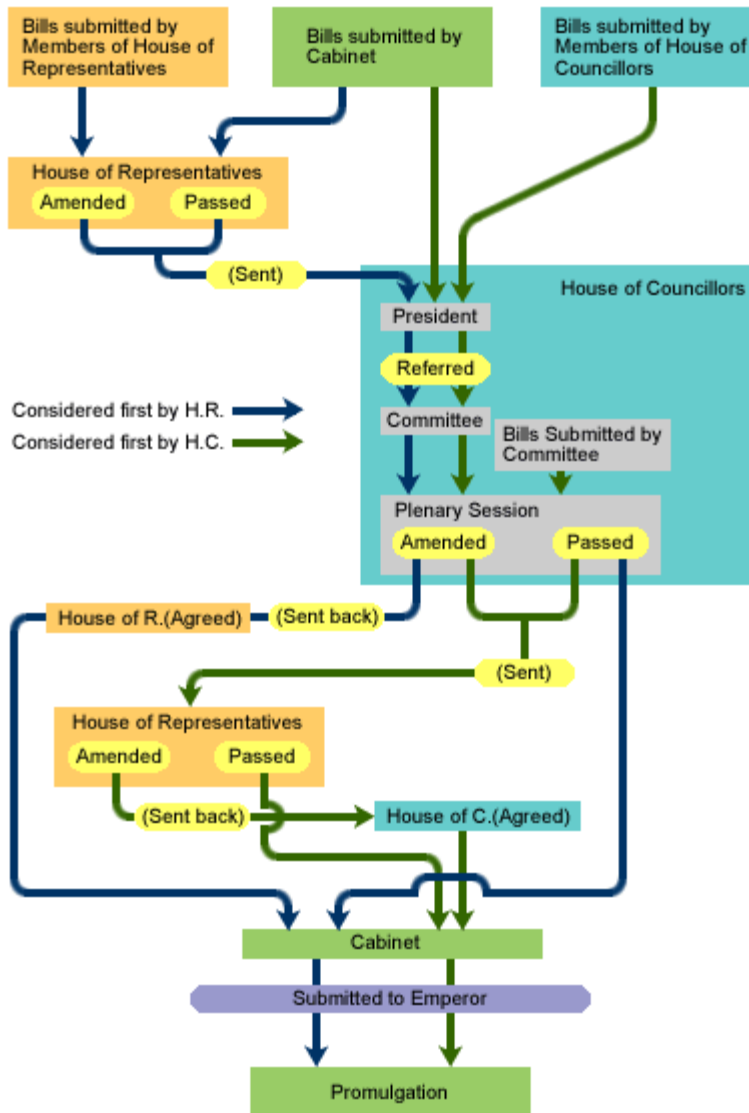 Bills submitted by
Members of House of
Representatives
Bills submitted by
Cabinet
Bills submitted by
Members of House of
Councillors
House of Representatives
Amended
Passed
(Sent)
House of Councillors
President
Referred
Considered first by H.R.
Considered first by H.C.
Committee
Bills Submitted by
Committee
Plenary Session
Amended
Passed
House of R.(Agreed)
(Sent back)
(Sent)
House of Representatives
Amended
Passed
(Sent back)
House of C.(Agreed)
Cabinet
Submitted to Emperor
Promulgation